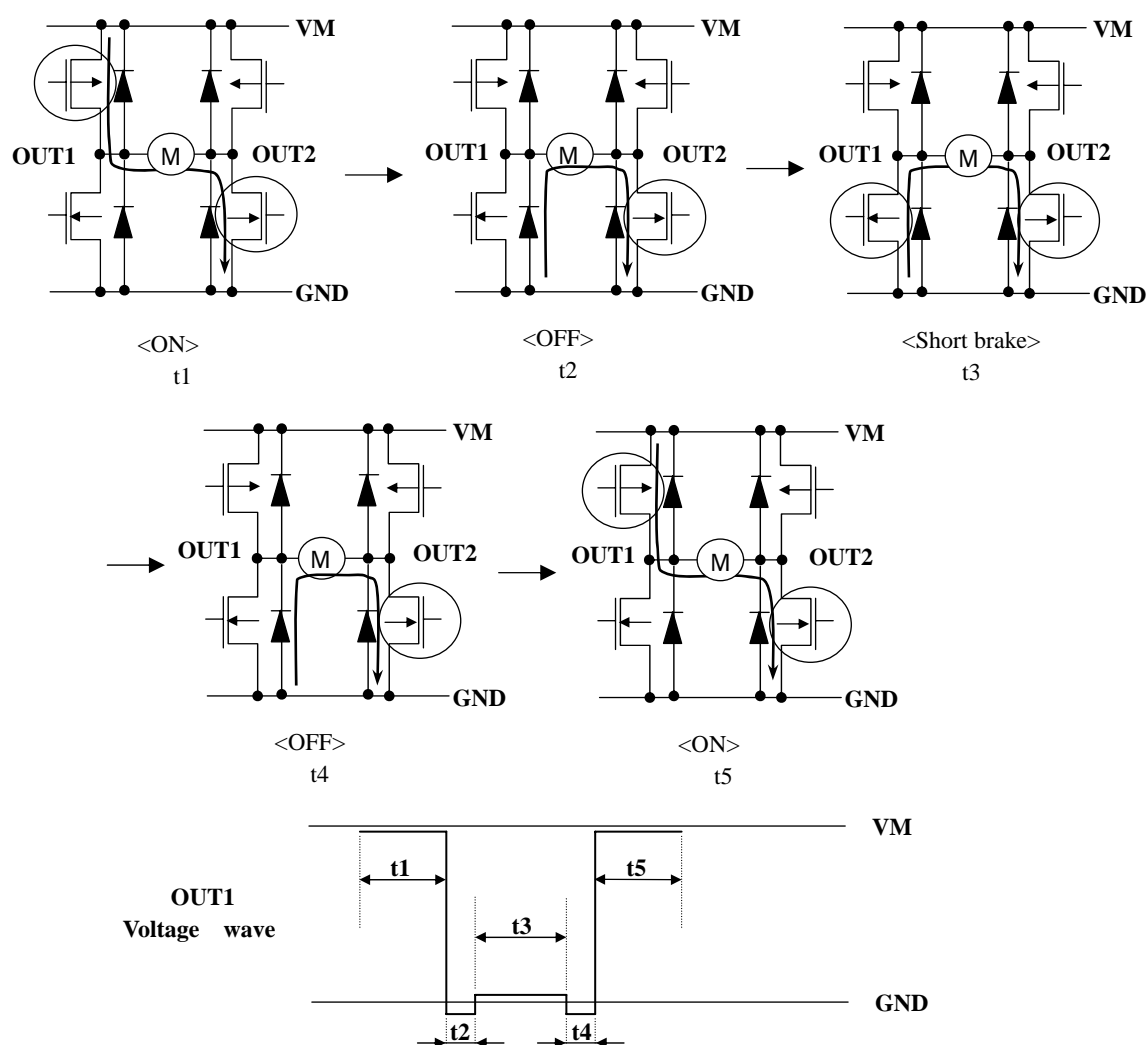 VM VM VM
OUT1 M OUT2 OUT1 M OUT2 OUT1 M OUT2
GND GND GND
<ON> <OFF> <Short brake>
t1 t2 t3
VM VM
OUT1 M OUT2 OUT1 M OUT2
GND GND
<OFF> <ON>
t4 t5
VM
t1 t5
OUT1
Voltage wave
t3
GND
t2 t4